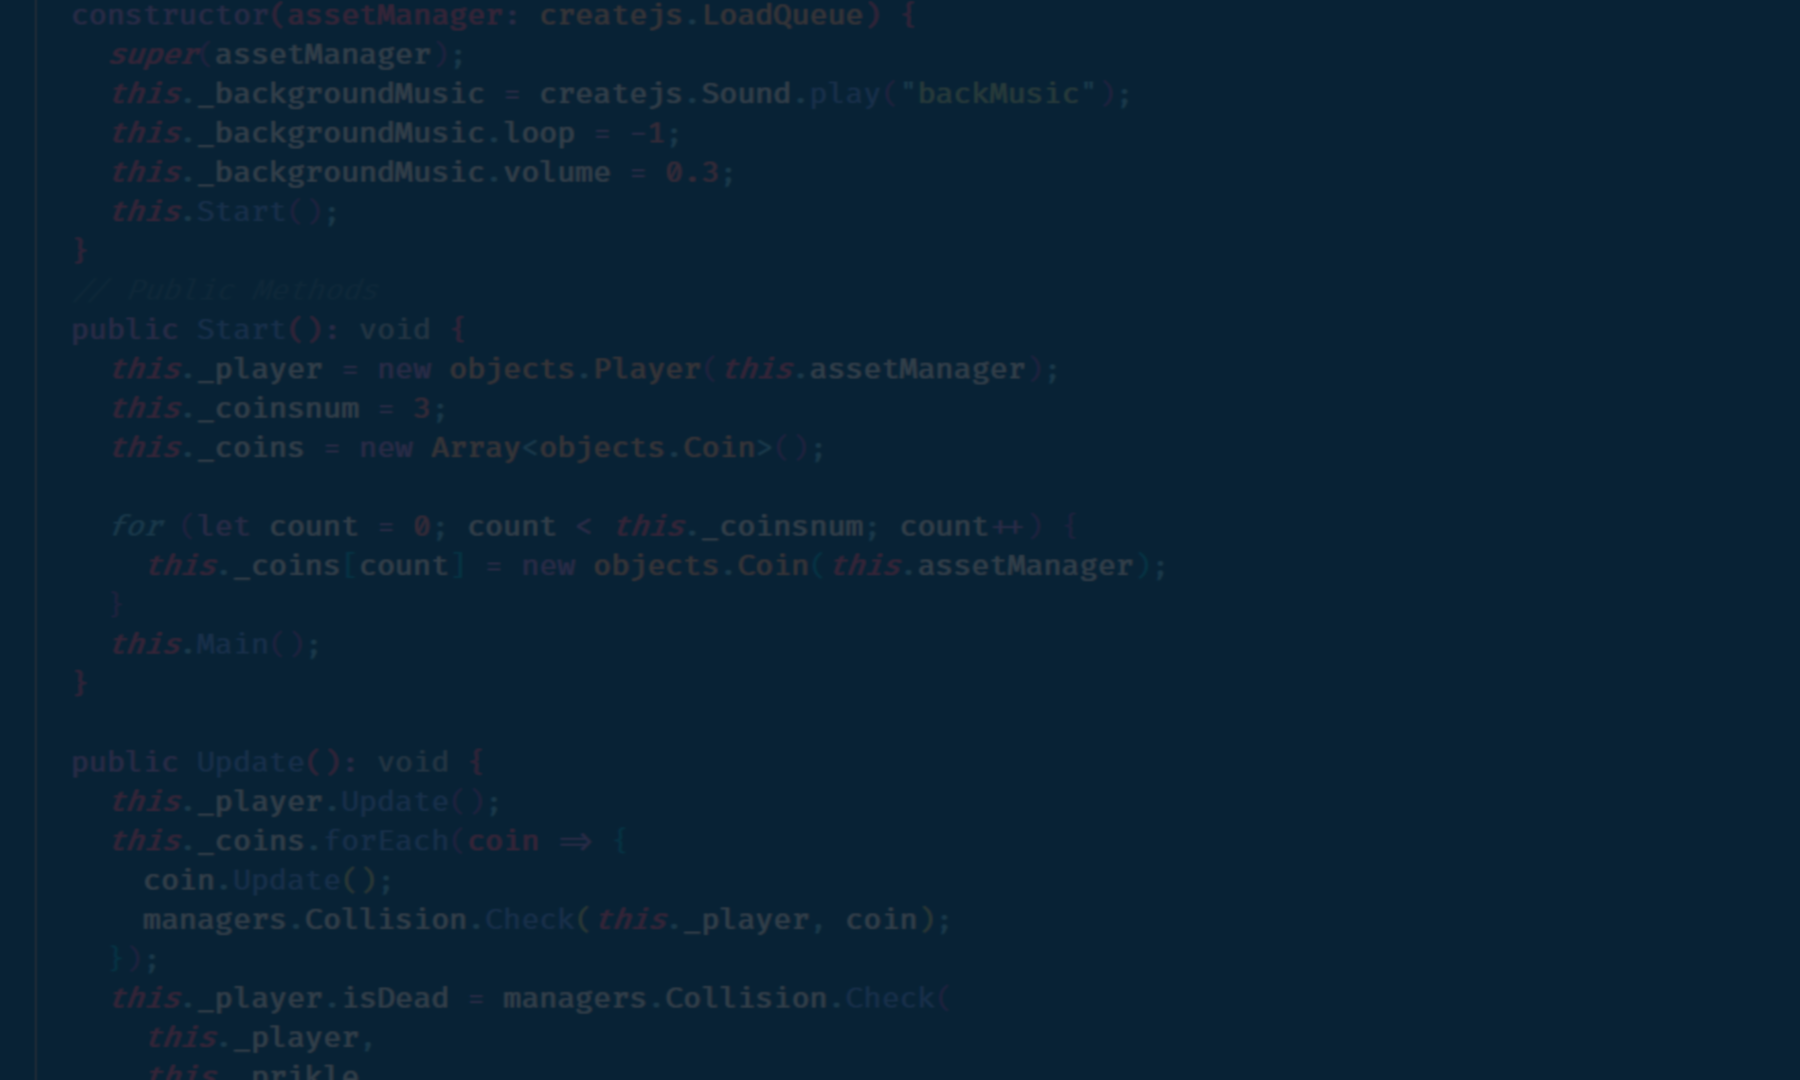 constructor(assetManager: createjs.LoadQueue) {
super(assetManager);
this._backgroundMusic = createjs.Sound.play("backMusic");
this._backgroundMusic.loop = -1;
this._backgroundMusic.volume = 0.3;
this.Start();
}
// Public Methods
public Start(): void {
this._player = new objects.Player(this.assetManager);
this._coinsnum = 3;
this._coins = new Array<objects.Coin>();
for (let count = 0; count < this._coinsnum; count++) {
this._coins[count] = new objects.Coin(this.assetManager);
}
this.Main();
}
public Update(): void {
this._player.Update();
this._coins.forEach(coin => {
coin.Update();
managers.Collision.Check(this._player, coin);
});
this._player.isDead = managers.Collision.Check(
this._player,
this._prikle